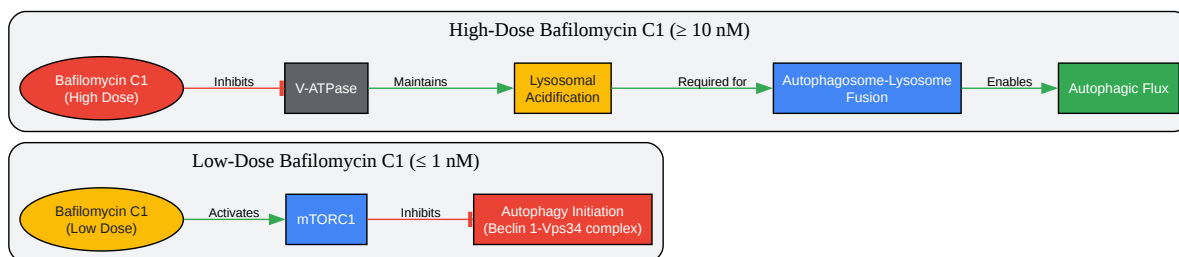 High-Dose Bafilomycin C1 (≥ 10 nM)
Bafilomycin C1
(High Dose)
Inhibits
V-ATPase
Maintains
Lysosomal
Acidification
Required for
Autophagosome-Lysosome
Fusion
Enables
Autophagic Flux
Low-Dose Bafilomycin C1 (≤ 1 nM)
Bafilomycin C1
(Low Dose)
Activates
mTORC1
Inhibits
Autophagy Initiation
(Beclin 1-Vps34 complex)